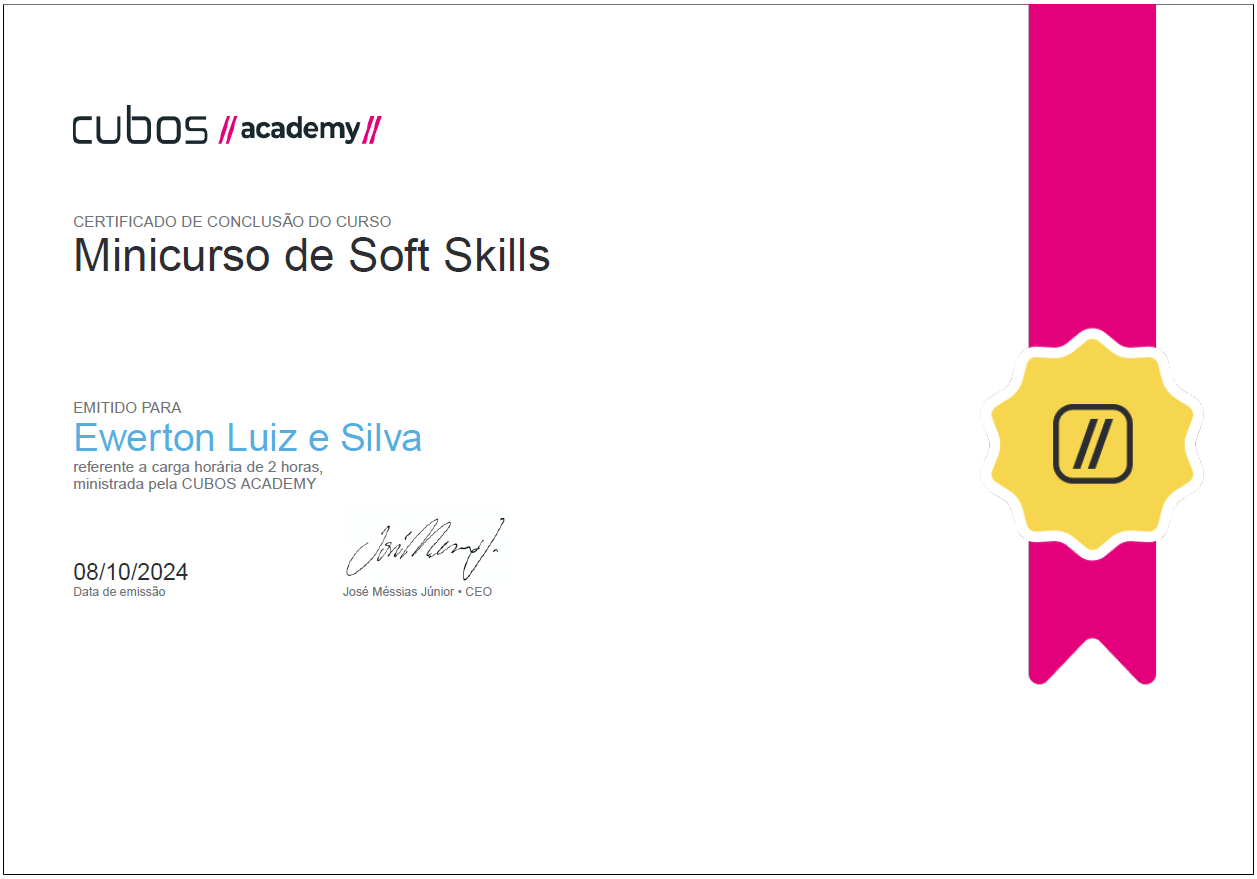 cubos //academy//
CERTIFICADO DE CONCLUSÃO DO CURSO
Minicurso de Soft Skills
EMITIDO PARA
Ewerton Luiz e Silva
referente a carga horária de 2 horas,
ministrada pela CUBOS ACADEMY
08/10/2024
Data de emissão
José Méssias Júnior • CEO
//